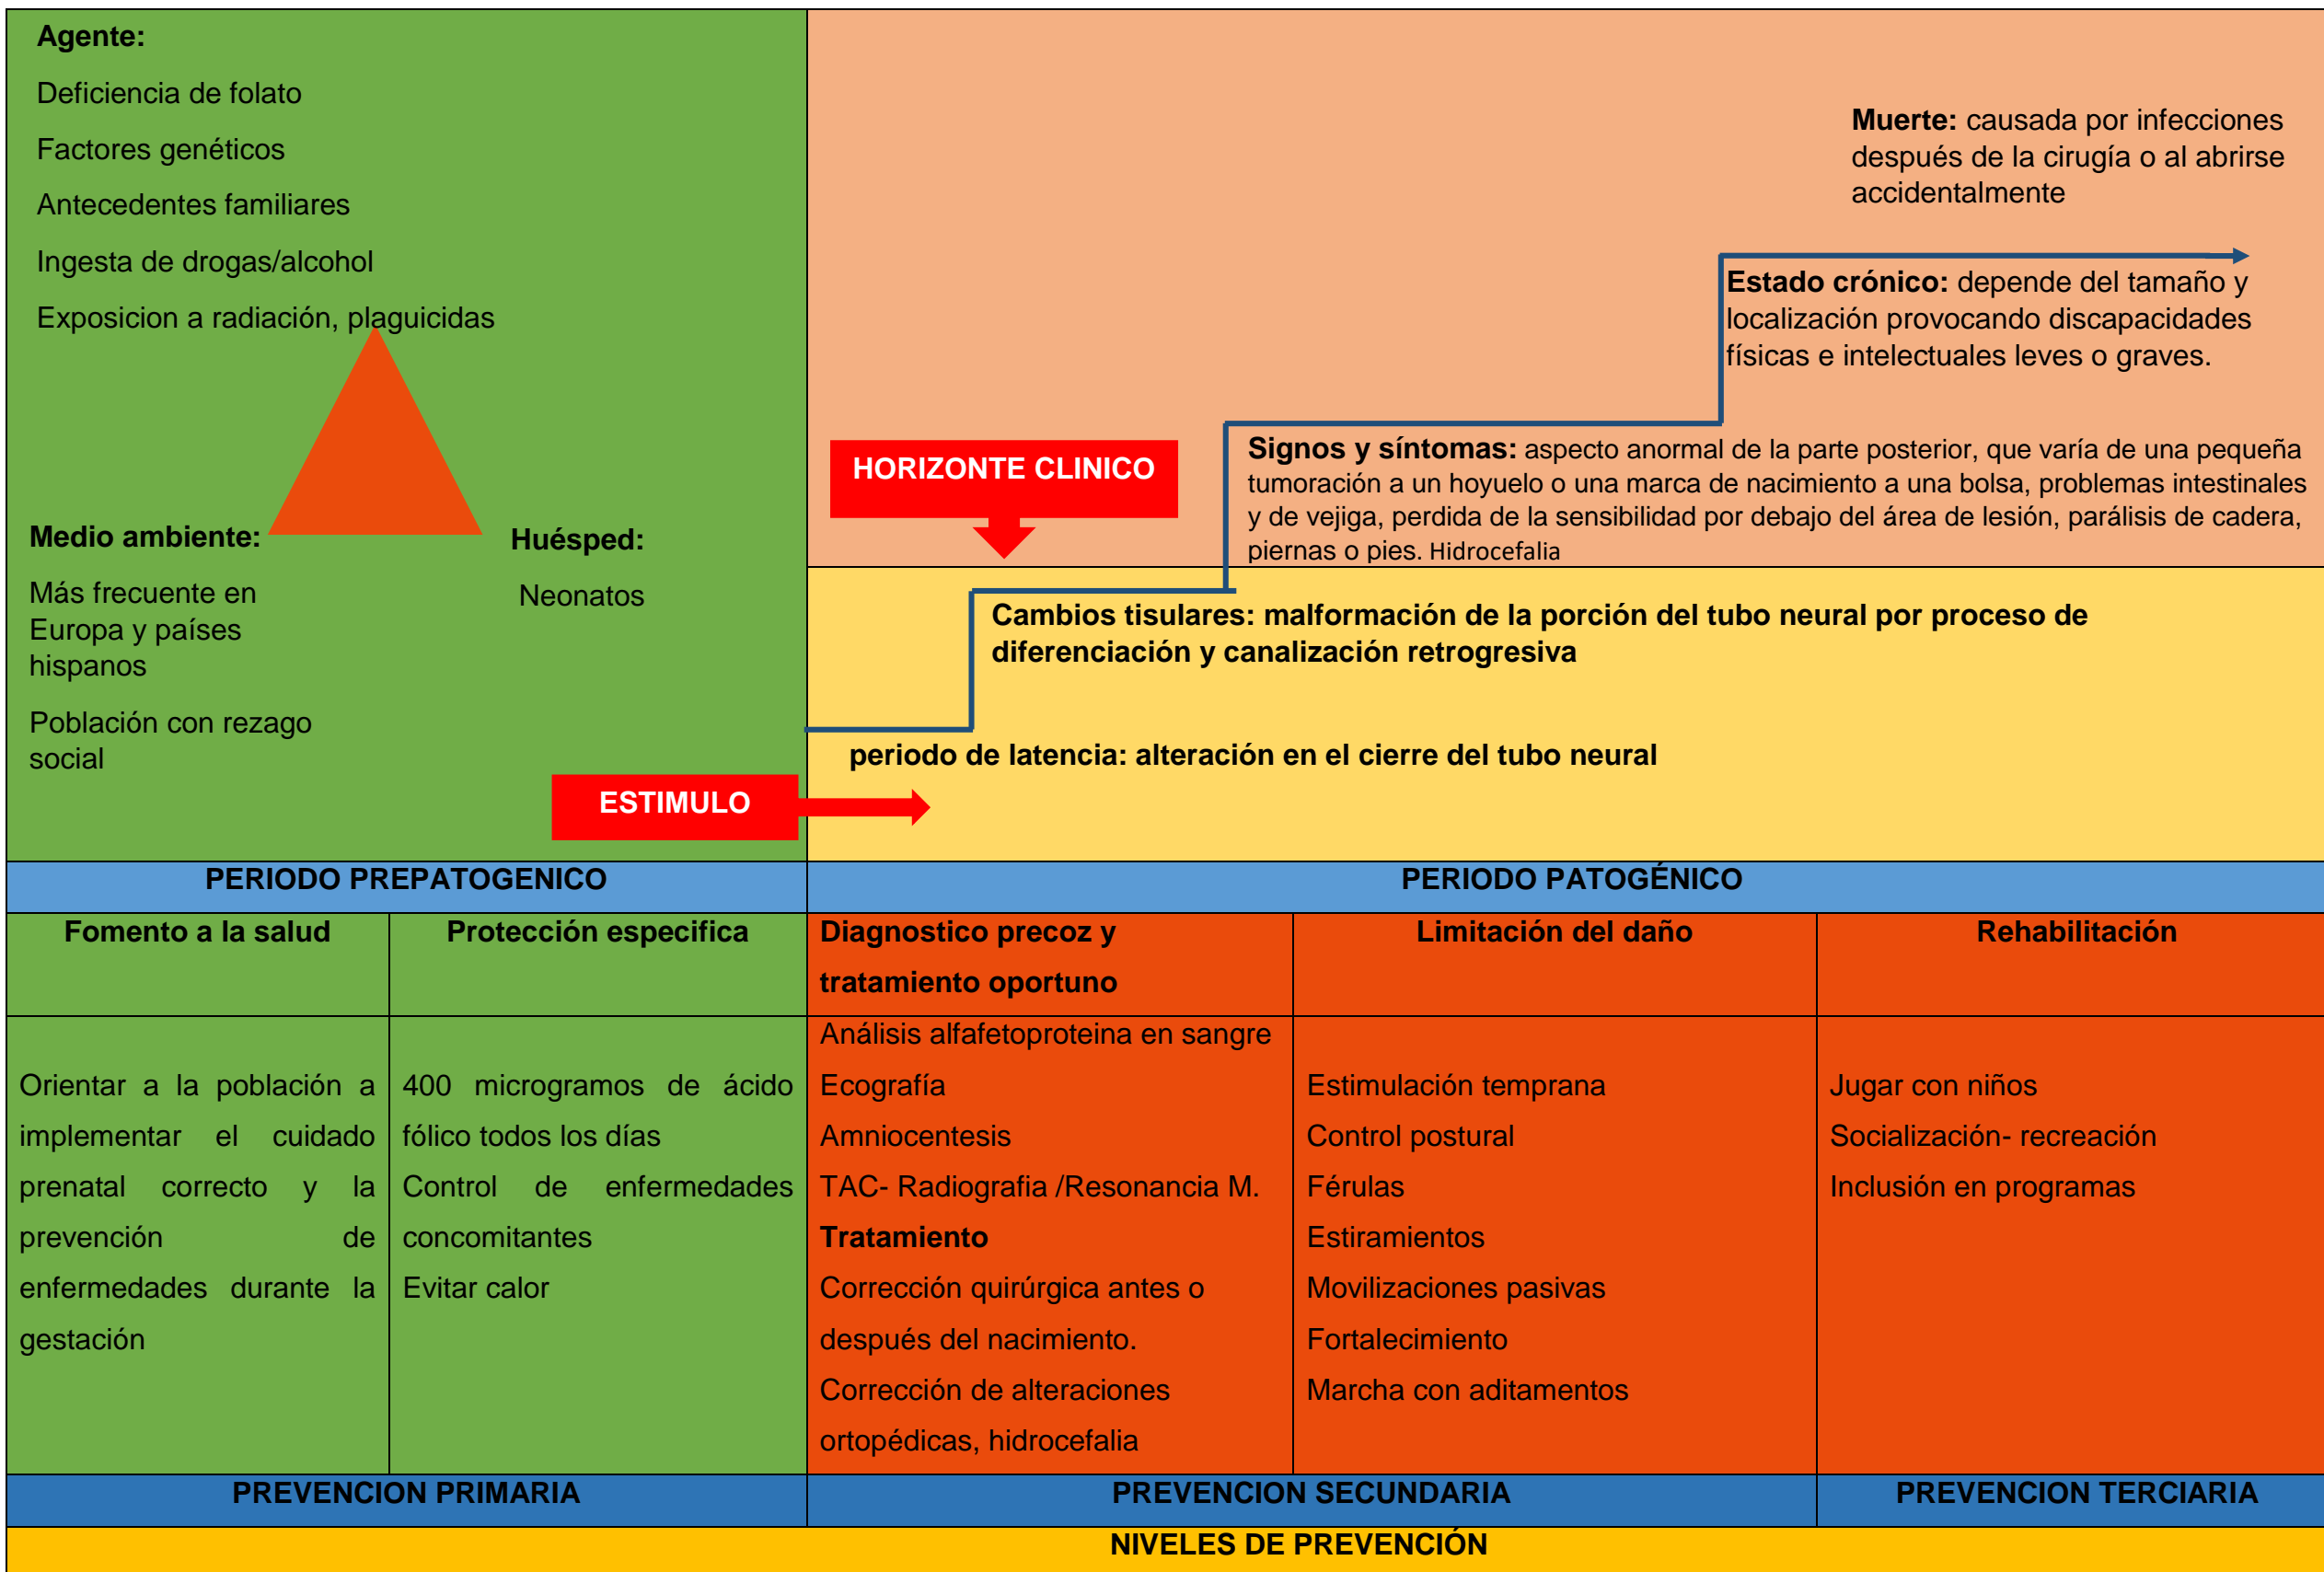 Agente:
Deficiencia de folato
Factores genéticos
Antecedentes familiares
Ingesta de drogas/alcohol
Exposicion a radiación, plaguicidas
Medio ambiente:
Más frecuente en
Europa y países
hispanos
Población con rezago
social
Huésped:
Neonatos
ESTIMULO
Muerte: causada por infecciones
después de la cirugía o al abrirse
accidentalmente
Estado crónico: depende del tamaño y
localización provocando discapacidades
físicas e intelectuales leves o graves.
HORIZONTE CLINICO
Signos y síntomas: aspecto anormal de la parte posterior, que varía de una pequeña
tumoración a un hoyuelo o una marca de nacimiento a una bolsa, problemas intestinales
y de vejiga, perdida de la sensibilidad por debajo del área de lesión, parálisis de cadera,
piernas o pies. Hidrocefalia
Cambios tisulares: malformación de la porción del tubo neural por proceso de
diferenciación y canalización retrogresiva
periodo de latencia: alteración en el cierre del tubo neural
PERIODO PREPATOGENICO
PERIODO PATOGÉNICO
Fomento a la salud
Protección especifica
Diagnostico precoz y
tratamiento oportuno
Limitación del daño
Rehabilitación
Orientar a la población a
implementar el cuidado
prenatal correcto y la
prevención de
enfermedades durante la
gestación
400 microgramos de ácido
fólico todos los días
Control de enfermedades
concomitantes
Evitar calor
Análisis alfafetoproteina en sangre
Ecografía
Amniocentesis
TAC- Radiografia /Resonancia M.
Tratamiento
Corrección quirúrgica antes o
después del nacimiento.
Corrección de alteraciones
ortopédicas, hidrocefalia
Estimulación temprana
Control postural
Férulas
Estiramientos
Movilizaciones pasivas
Fortalecimiento
Marcha con aditamentos
Jugar con niños
Socialización- recreación
Inclusión en programas
PREVENCION PRIMARIA
PREVENCION SECUNDARIA
PREVENCION TERCIARIA
NIVELES DE PREVENCIÓN